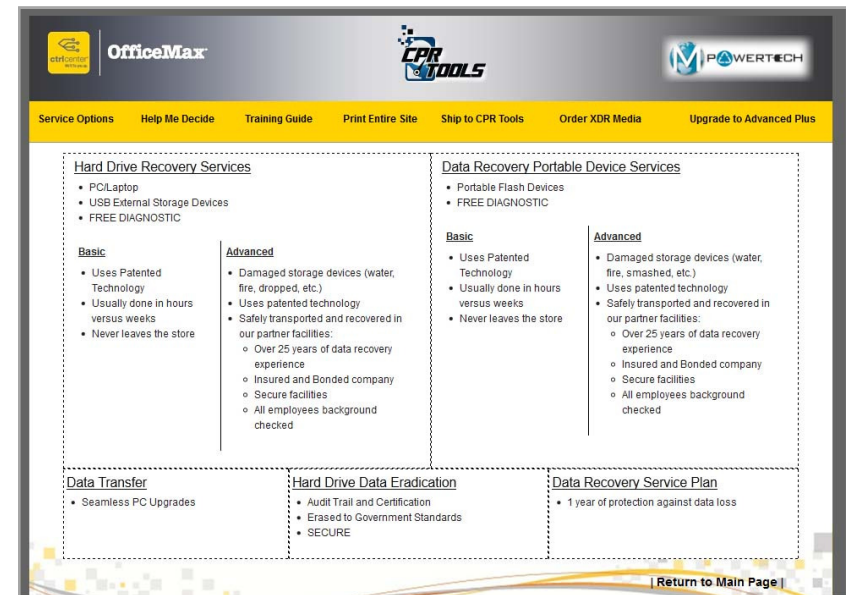 ctrlcenter
OfficeMax
CPR
TOOLS
MPOWERTECH
Service Options Help Me Decide Training Guide Print Entire Site Ship to CPR Tools Order XDR Media Upgrade to Advanced Plus
Hard Drive Recovery Services
• PC/Laptop
• USB External Storage Devices
• FREE DIAGNOSTIC
Basic
• Uses Patented
Technology
• Usually done in hours
versus weeks
• Never leaves the store
Advanced
• Damaged storage devices (water,
fire, dropped, etc.)
• Uses patented technology
• Safely transported and recovered in
our partner facilities:
o Over 25 years of data recovery
experience
o Insured and Bonded company
o Secure facilities
o All employees background
checked
Data Recovery Portable Device Services
• Portable Flash Devices
• FREE DIAGNOSTIC
Basic
• Uses Patented
Technology
• Usually done in hours
versus weeks
• Never leaves the store
Advanced
• Damaged storage devices (water,
fire, smashed, etc.)
• Uses patented technology
• Safely transported and recovered in
our partner facilities:
o Over 25 years of data recovery
experience
o Insured and Bonded company
o Secure facilities
o All employees background
checked
Data Transfer
• Seamless PC Upgrades
Hard Drive Data Eradication
• Audit Trail and Certification
• Erased to Government Standards
• SECURE
Data Recovery Service Plan
• 1 year of protection against data loss
| Return to Main Page |